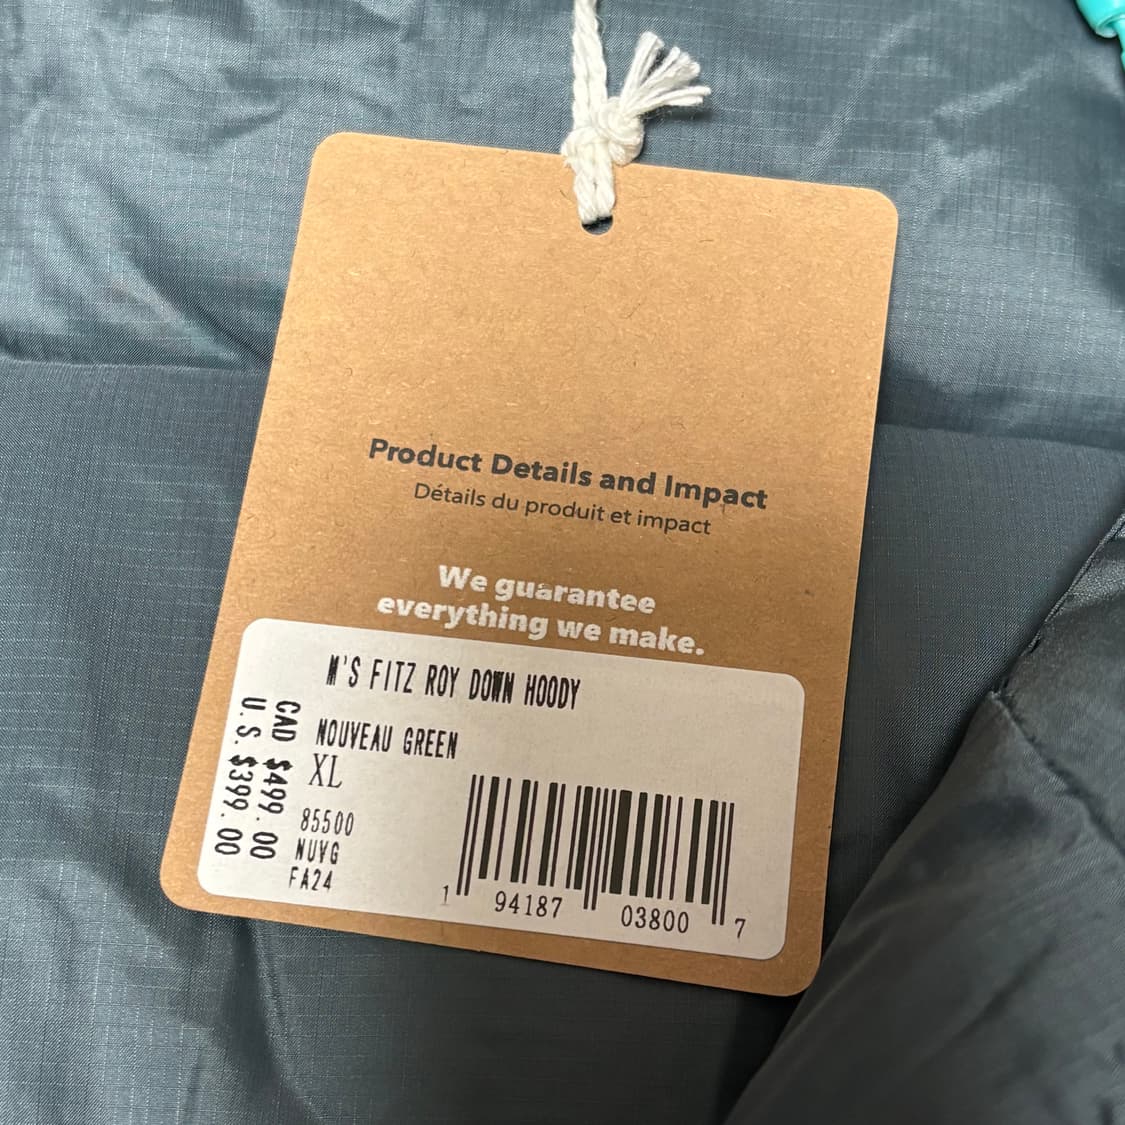 Product Details and Impact
Détails du produit et impact
We guarantee
everything we make.
M'S FITZ ROY DOWN HOODY
NOUVEAU GREEN
XL
85500
NUVG
FA24
CAD $499.00
U.S. $399.00
1 94187 03800 7